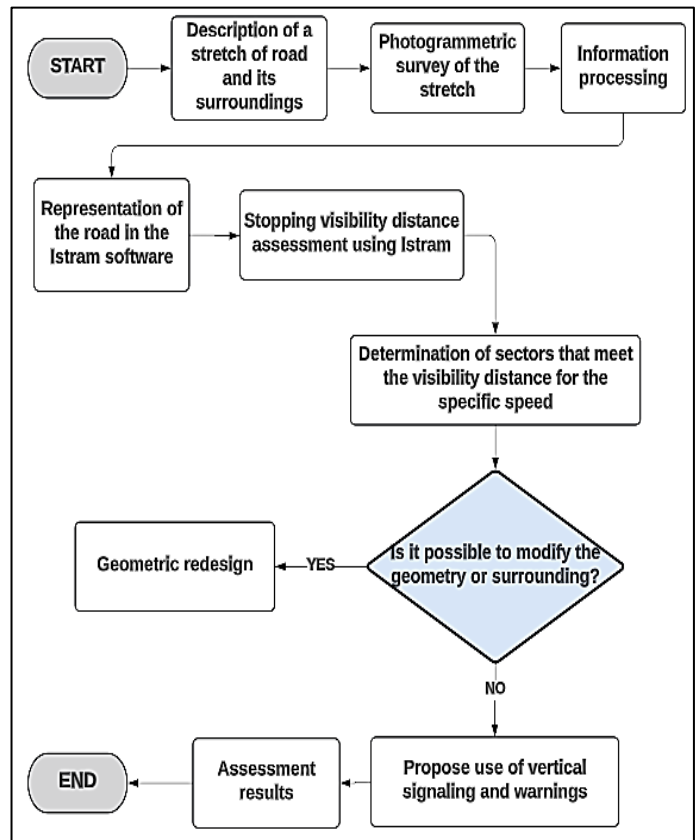 START
Description of a
stretch of road
and its
surroundings
Photogrammetric
survey of the
stretch
Information
processing
Representation of
the road in the
Istram software
Stopping visibility distance
assessment using Istram
Determination of sectors that meet
the visibility distance for the
specific speed
Is it possible to modify the
geometry or surrounding?
YES
Geometric redesign
NO
Propose use of vertical
signaling and warnings
Assessment
results
END